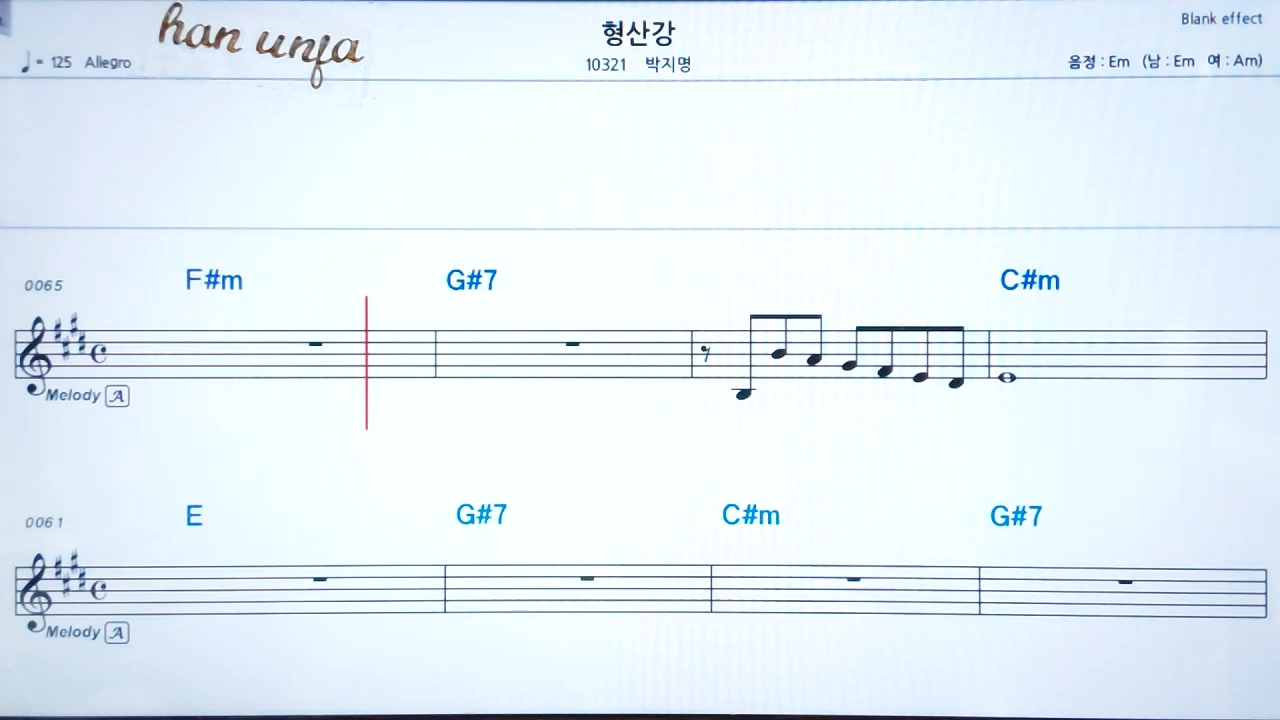 han unfa
형산강
Blank effect
♩= 125 Allegro
10321 박지명
음정 : Em (남 : Em 여 : Am)
0065 F#m G#7 C#m
Melody A
0061 E G#7 C#m G#7
Melody A